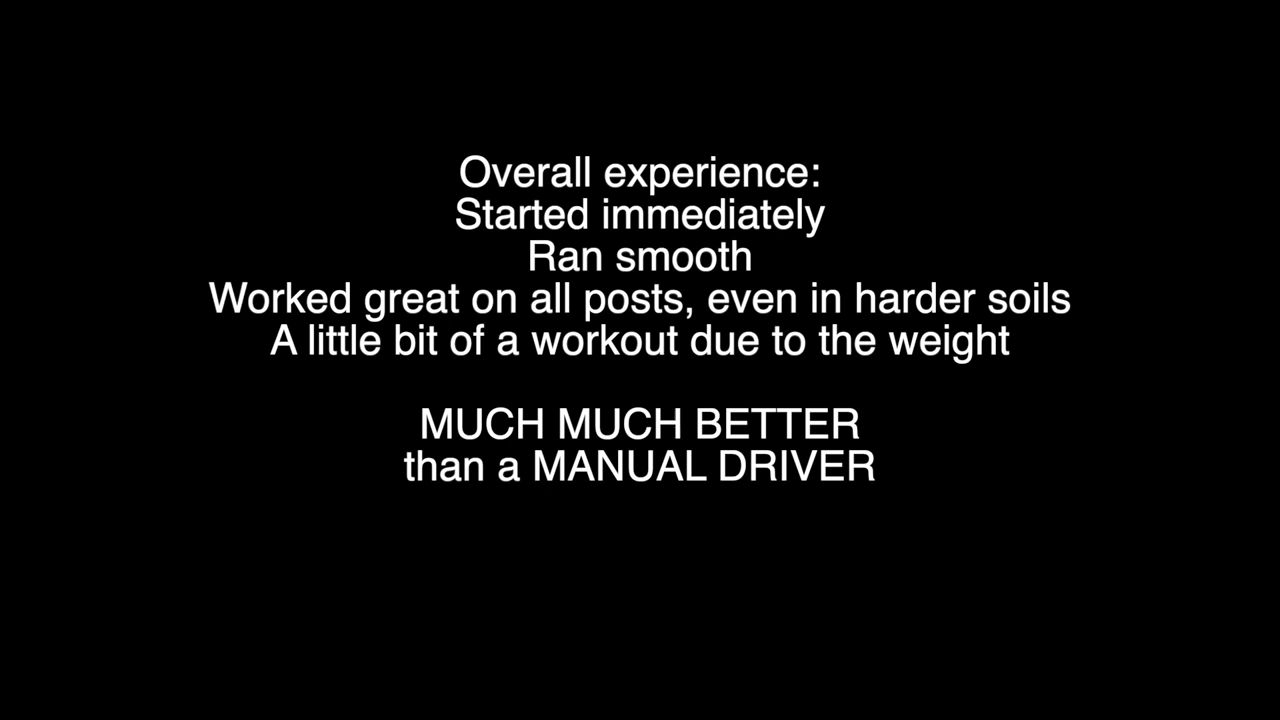 Overall experience:
Started immediately
Ran smooth
Worked great on all posts, even in harder soils
A little bit of a workout due to the weight
MUCH MUCH BETTER
than a MANUAL DRIVER